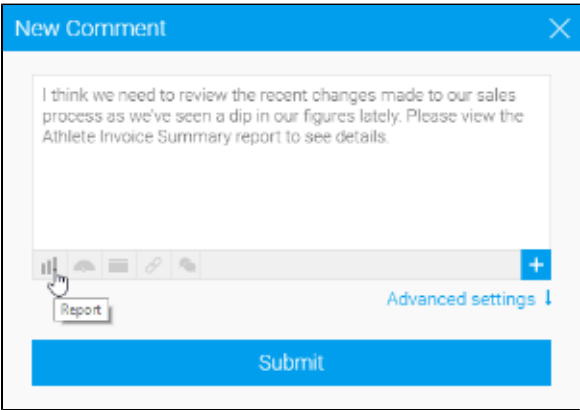 New Comment
I think we need to review the recent changes made to our sales
process as we've seen a dip in our figures lately. Please view the
Athlete Invoice Summary report to see details.
Report
Advanced settings
Submit